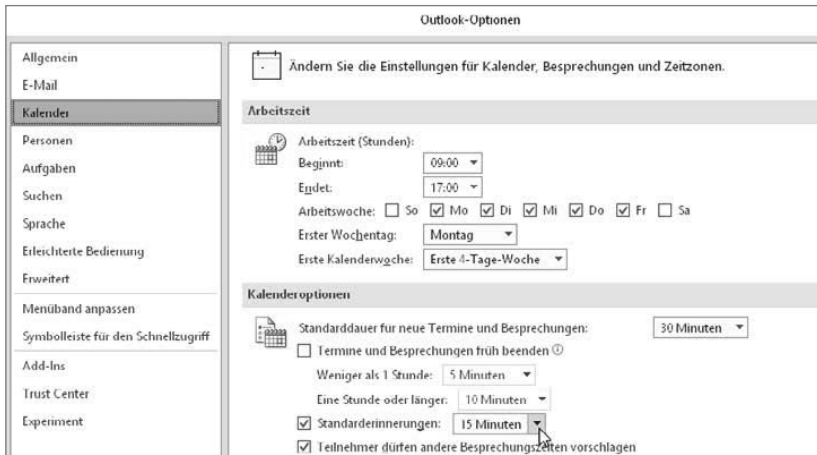 Outlook-Optionen
Allgemein
E-Mail
Kalender
Personen
Aufgaben
Suchen
Sprache
Erleichterte Bedienung
Erweitert
Menüband anpassen
Symbolleiste für den Schnellzugriff
Add-Ins
Trust Center
Experiment
Ändern Sie die Einstellungen für Kalender, Besprechungen und Zeitzonen.
Arbeitszeit
Arbeitszeit (Stunden):
Beginnt: 09:00
Endet: 17:00
Arbeitswoche: So Mo Di Mi Do Fr Sa
Erster Wochentag: Montag
Erste Kalenderwoche: Erste 4-Tage-Woche
Kalenderoptionen
Standarddauer für neue Termine und Besprechungen: 30 Minuten
Termine und Besprechungen früh beenden
Weniger als 1 Stunde: 5 Minuten
Eine Stunde oder länger: 10 Minuten
Standarderinnerungen: 15 Minuten
Teilnehmer dürfen andere Besprechungszeiten vorschlagen